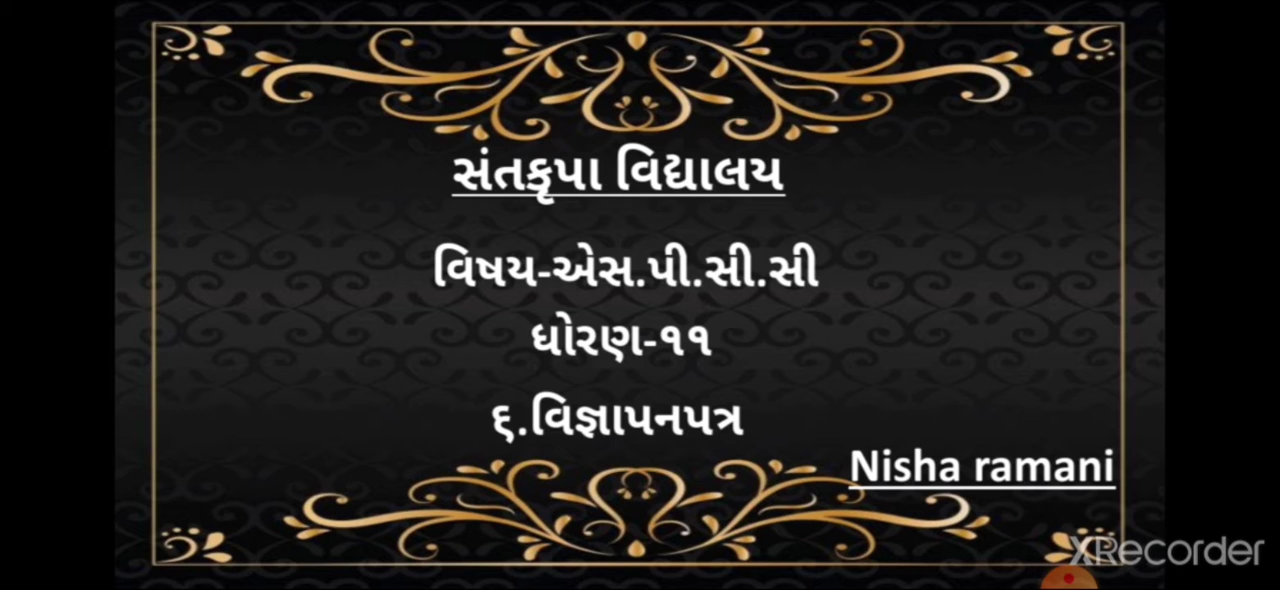 સંતકૃપા વિદ્યાલય
વિષય-એસ.પી.સી.સી
ધોરણ-૧૧
૬.વિજ્ઞાપનપત્ર
Nisha ramani
XRecorder